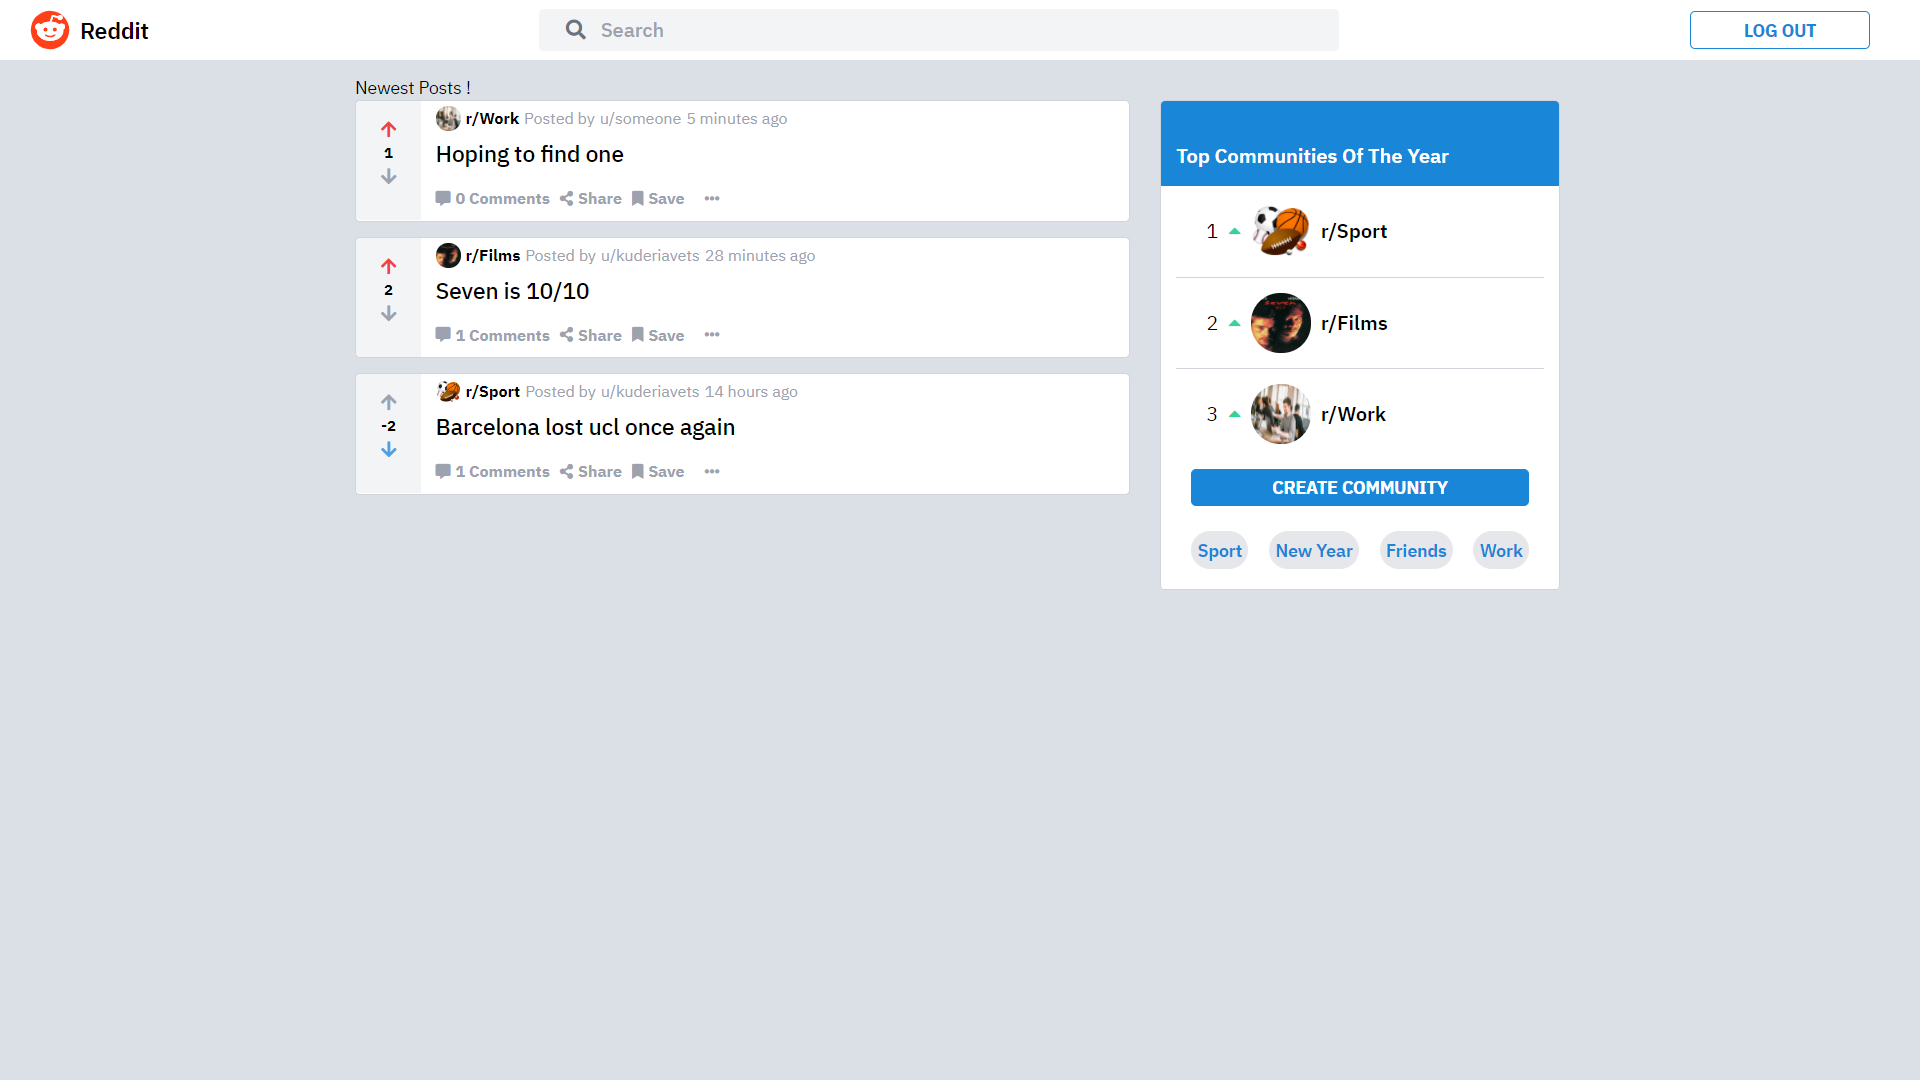 Reddit
Search
LOG OUT
Newest Posts !
r/Work Posted by u/someone 5 minutes ago
1
Hoping to find one
0 Comments Share Save
r/Films Posted by u/kuderiavets 28 minutes ago
2
Seven is 10/10
1 Comments Share Save
r/Sport Posted by u/kuderiavets 14 hours ago
-2
Barcelona lost ucl once again
1 Comments Share Save
Top Communities Of The Year
1 r/Sport
2 r/Films
3 r/Work
CREATE COMMUNITY
Sport New Year Friends Work